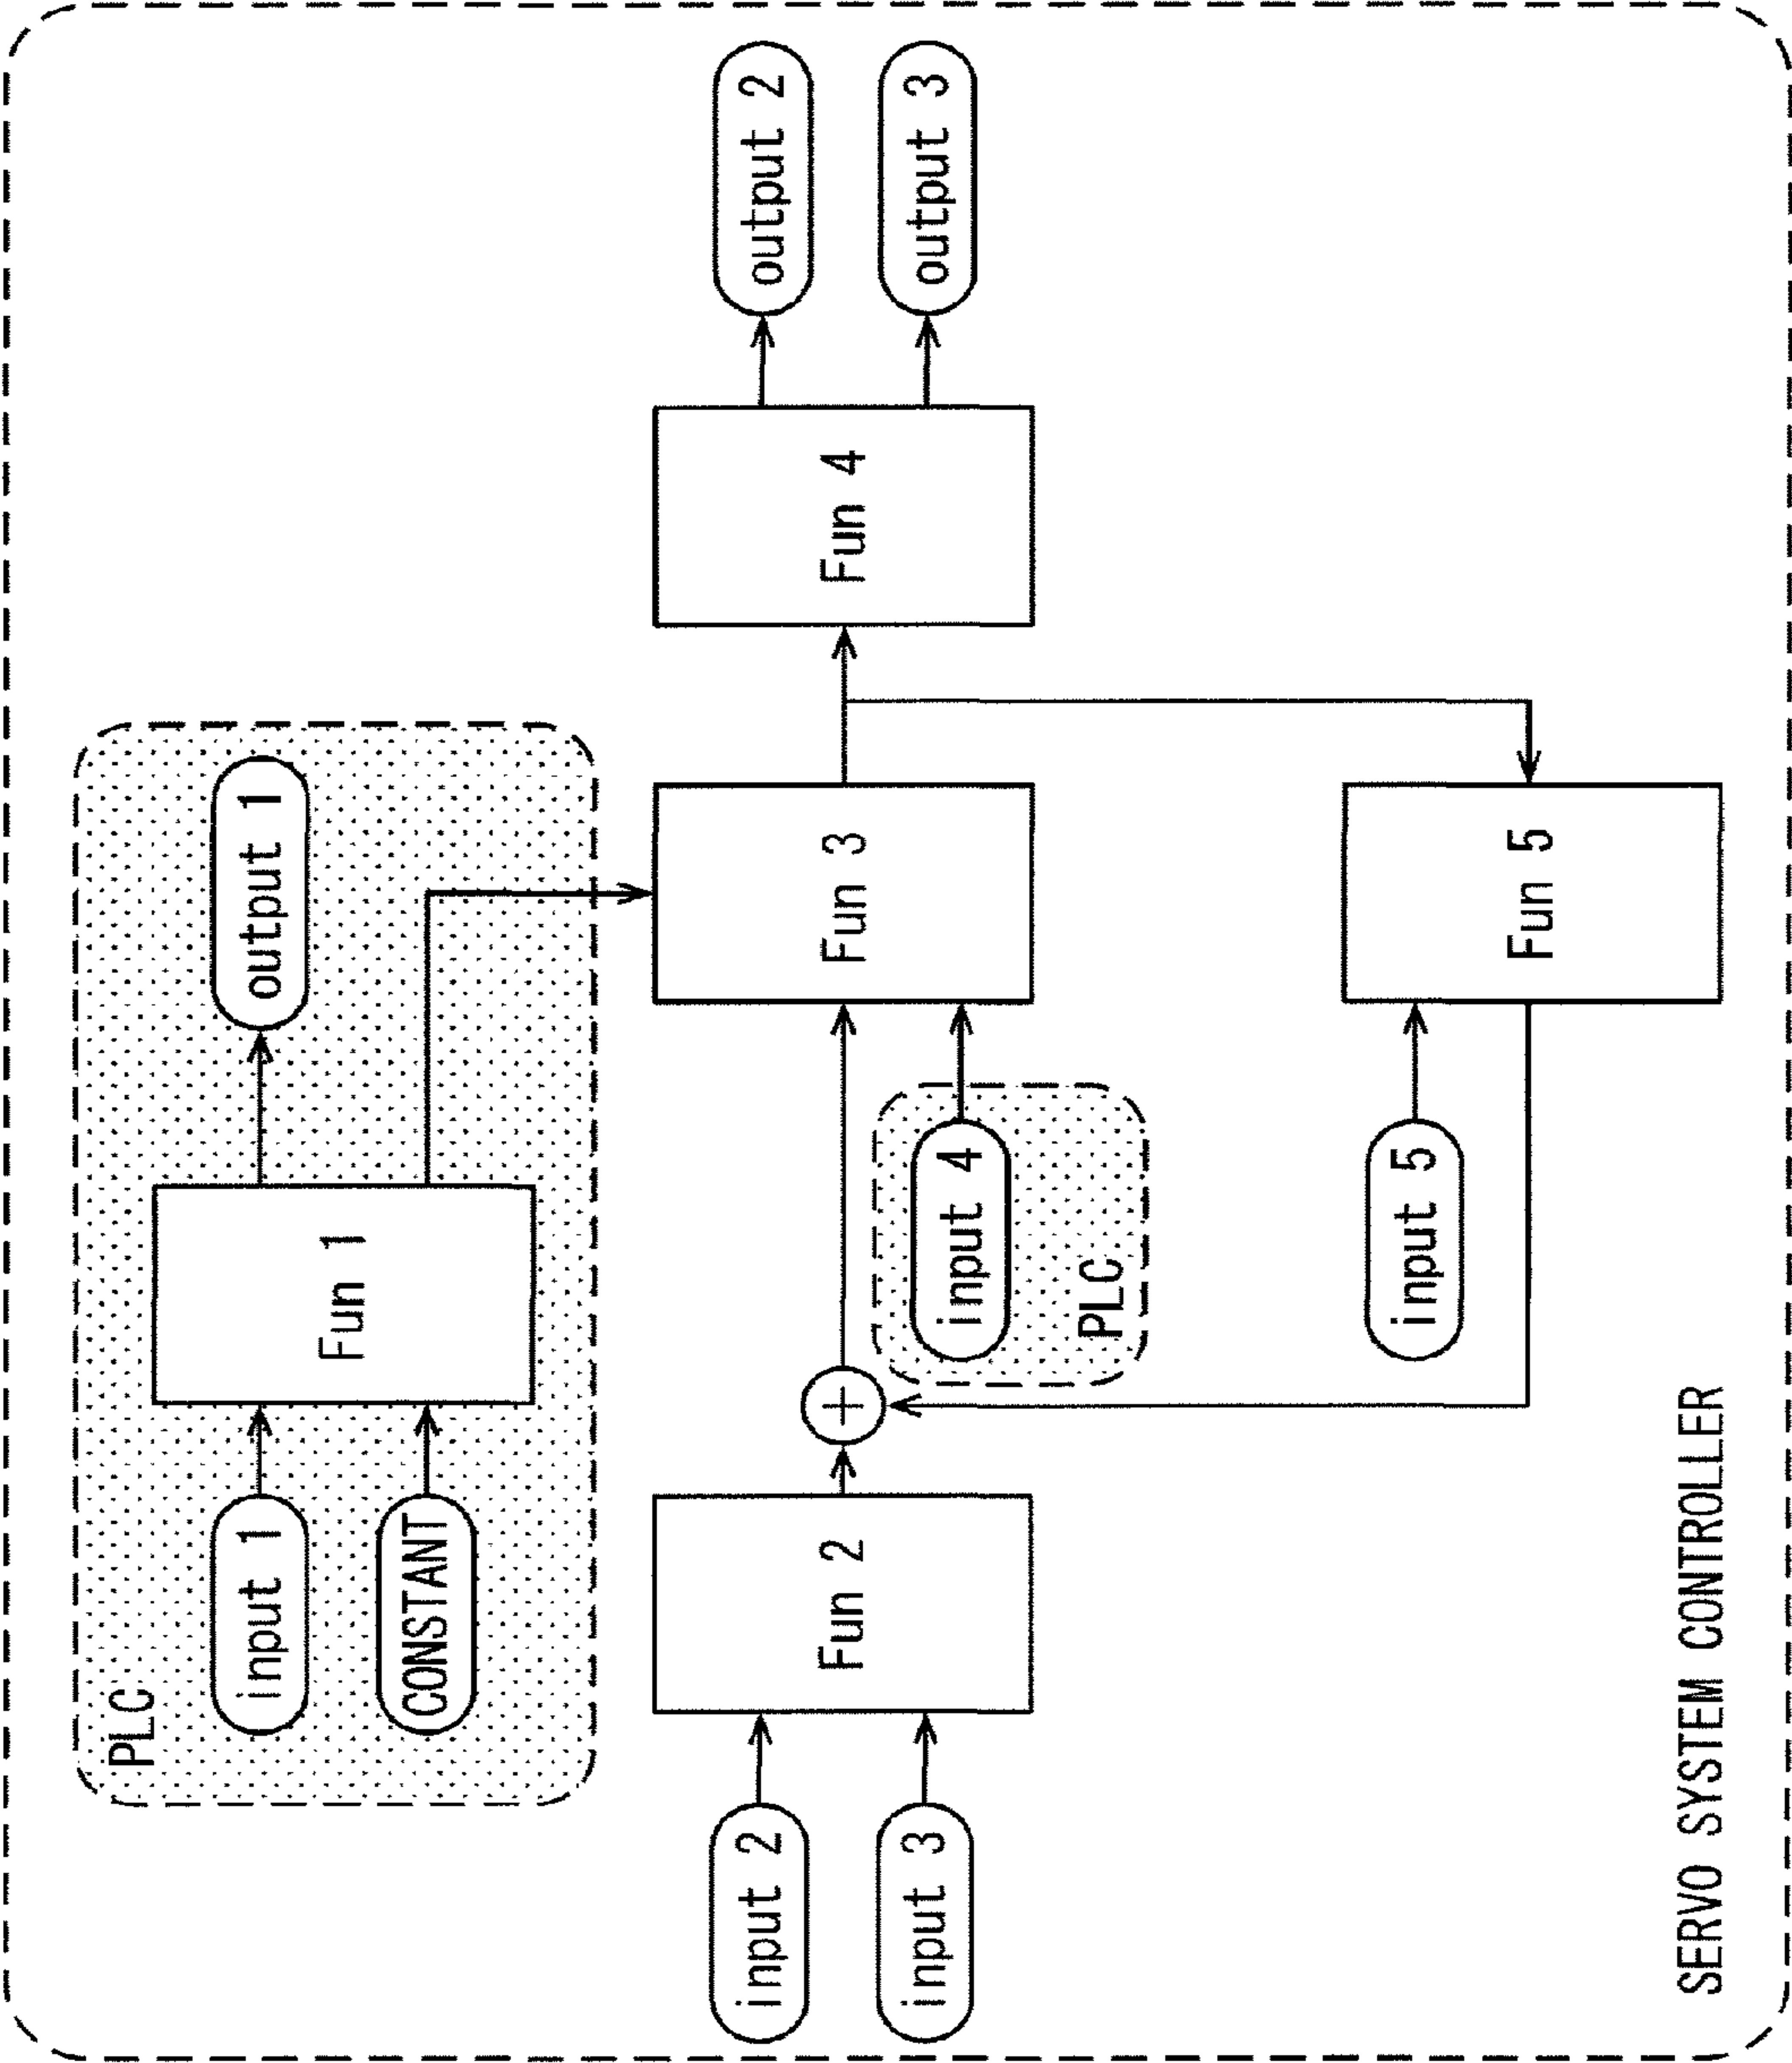 PLC
input 1
CONSTANT
Fun 1
output 1
input 2
input 3
Fun 2
+
Fun 3
Fun 4
output 2
output 3
input 4
PLC
input 5
Fun 5
SERVO SYSTEM CONTROLLER